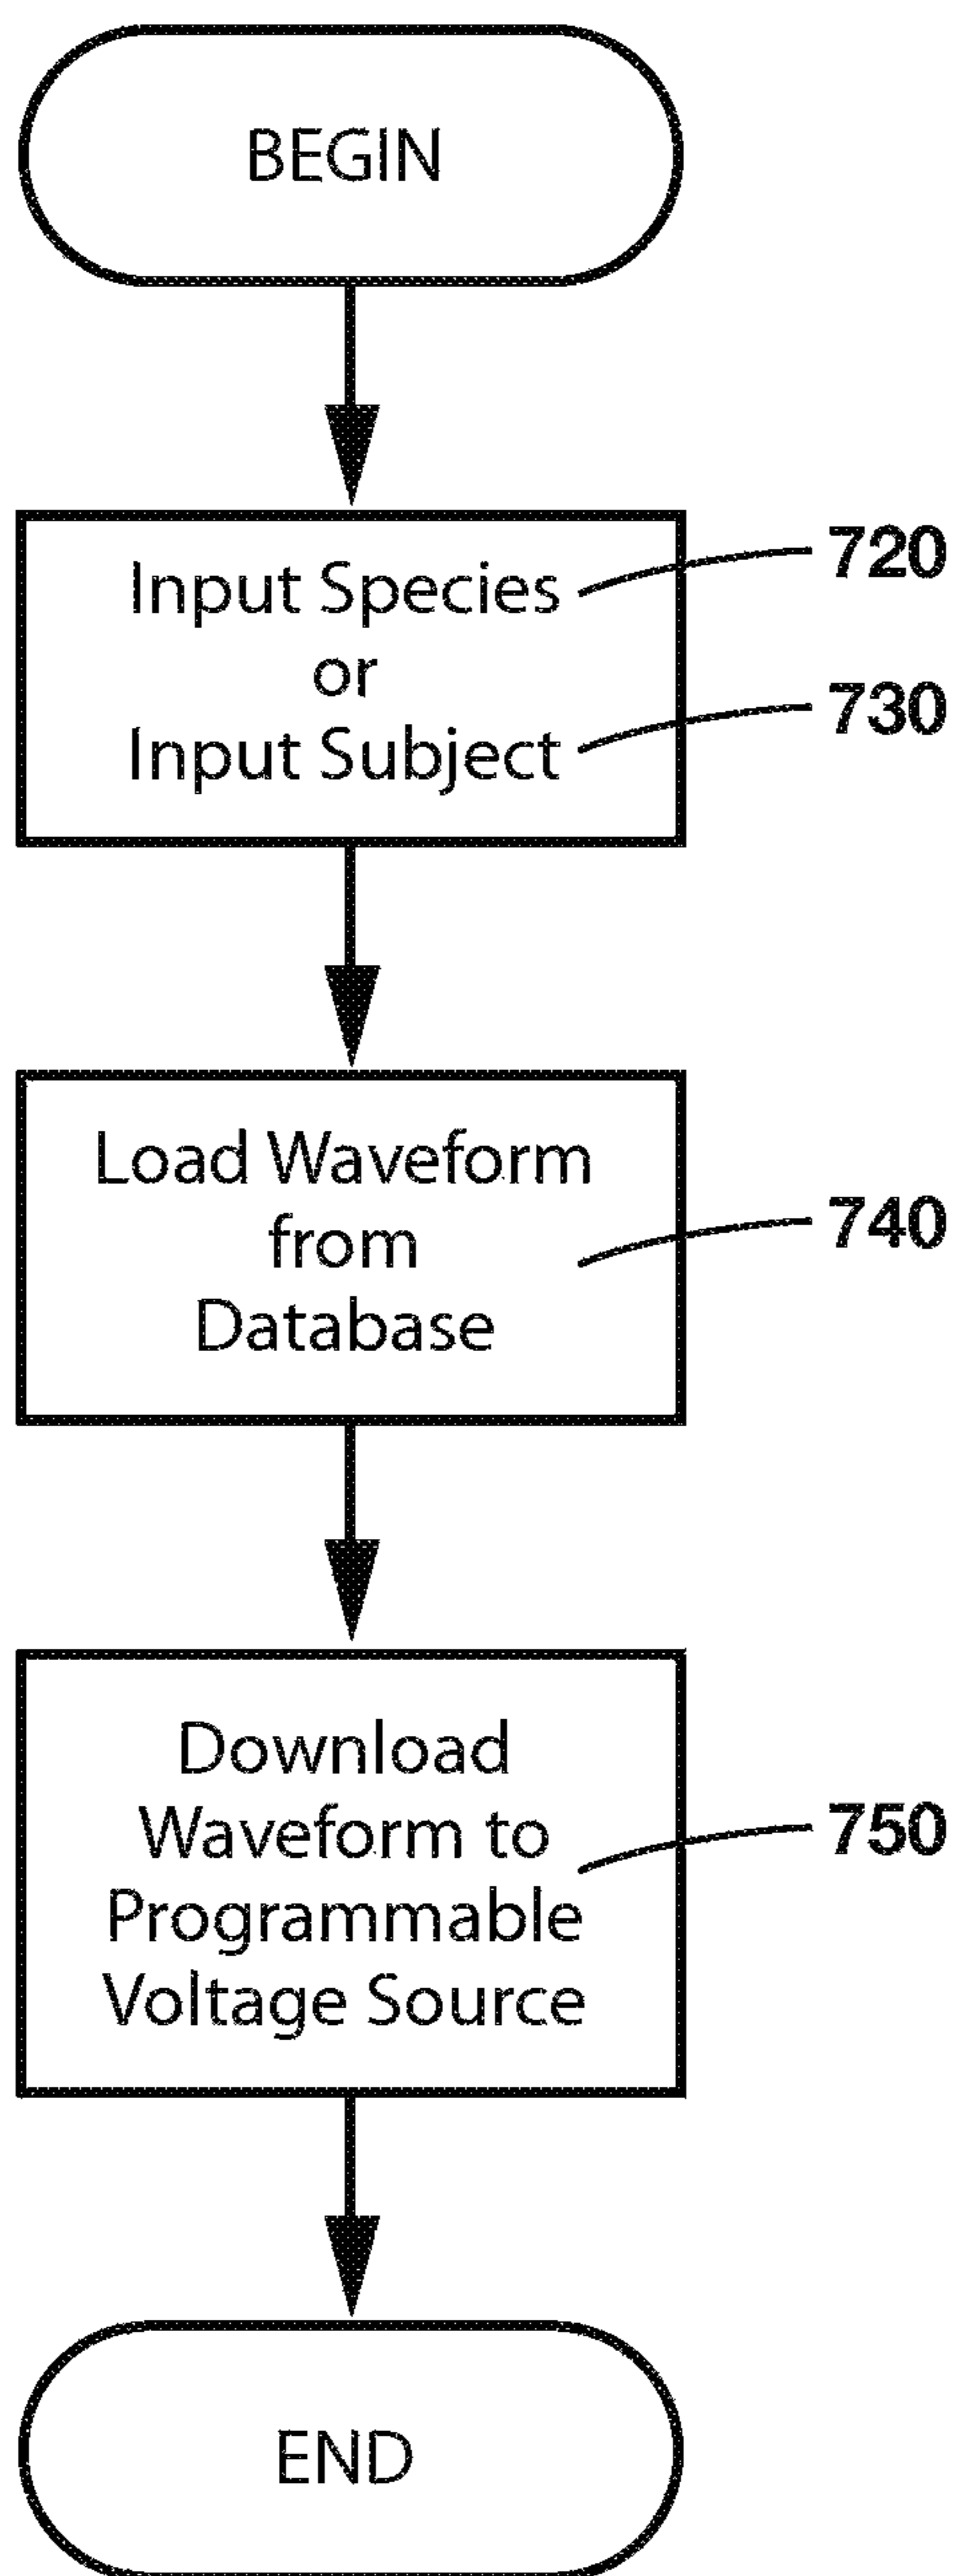 BEGIN
Input Species
720
or
Input Subject
730
Load Waveform
from
Database
740
Download
Waveform to
Programmable
Voltage Source
750
END